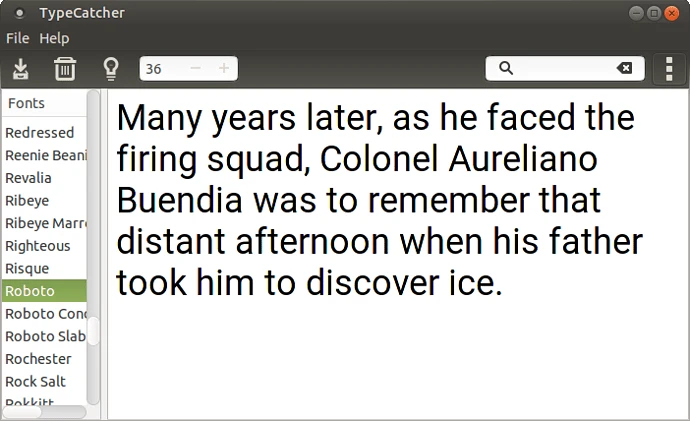 TypeCatcher
File Help
36
Fonts
Redressed
Reenie Beani
Revalia
Ribeye
Ribeye Marr
Righteous
Risque
Roboto
Roboto Cond
Roboto Slab
Rochester
Rock Salt
Rokkitt
Many years later, as he faced the
firing squad, Colonel Aureliano
Buendia was to remember that
distant afternoon when his father
took him to discover ice.